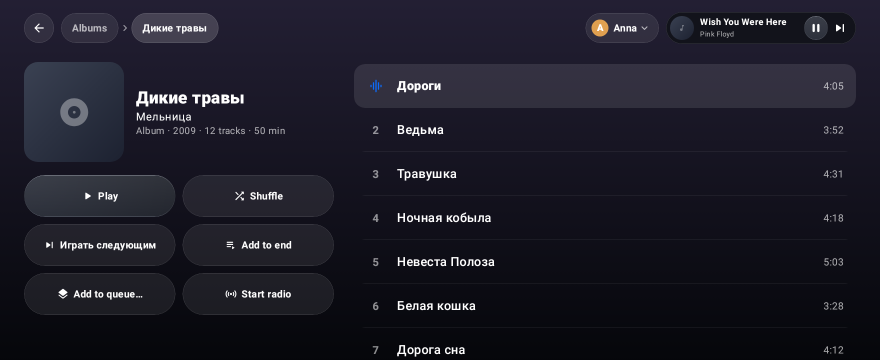 Albums
Дикие травы
A
Anna
Wish You Were Here
Pink Floyd
Дикие травы
Мельница
Album · 2009 · 12 tracks · 50 min
Play
Shuffle
Играть следующим
Add to end
Add to queue…
Start radio
Дороги 4:05
2 Ведьма 3:52
3 Травушка 4:31
4 Ночная кобыла 4:18
5 Невеста Полоза 5:03
6 Белая кошка 3:28
7 Дорога сна 4:12